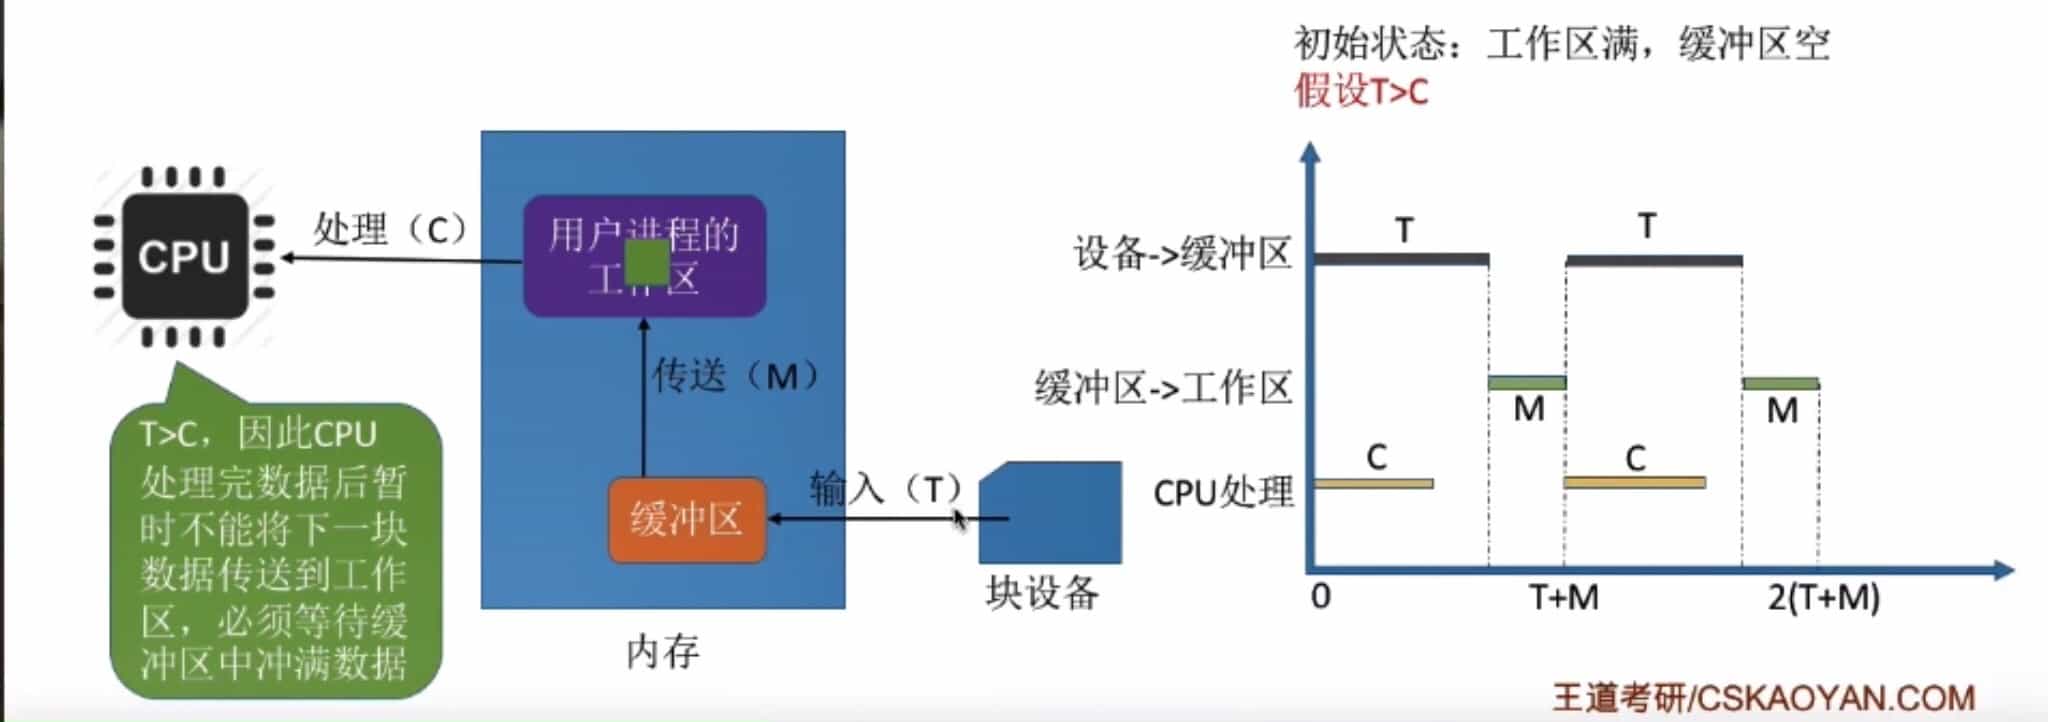 初始状态：工作区满，缓冲区空
假设T>C
CPU
处理（C）
用户进程的
工作区
传送（M）
缓冲区
输入（T）
块设备
内存
T>C，因此CPU
处理完数据后暂
时不能将下一块
数据传送到工作
区，必须等待缓
冲区中冲满数据
设备->缓冲区
T
T
缓冲区->工作区
M
M
CPU处理
C
C
0
T+M
2(T+M)
王道考研/CSKAOYAN.COM